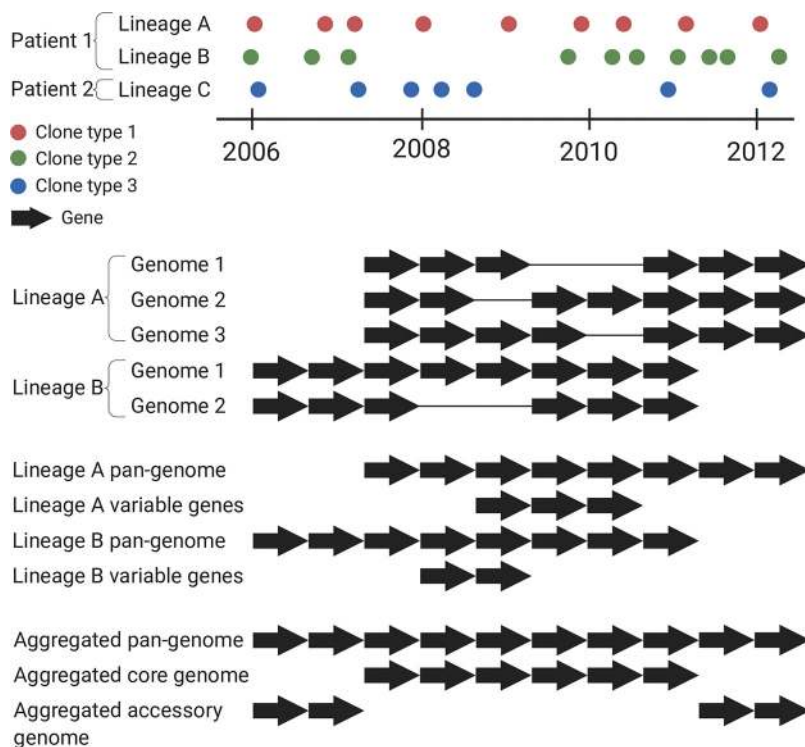 Patient 1
Lineage A
Lineage B
Patient 2
Lineage C
2006
2008
2010
2012
Clone type 1
Clone type 2
Clone type 3
Gene
Lineage A
Genome 1
Genome 2
Genome 3
Lineage B
Genome 1
Genome 2
Lineage A pan-genome
Lineage A variable genes
Lineage B pan-genome
Lineage B variable genes
Aggregated pan-genome
Aggregated core genome
Aggregated accessory
genome